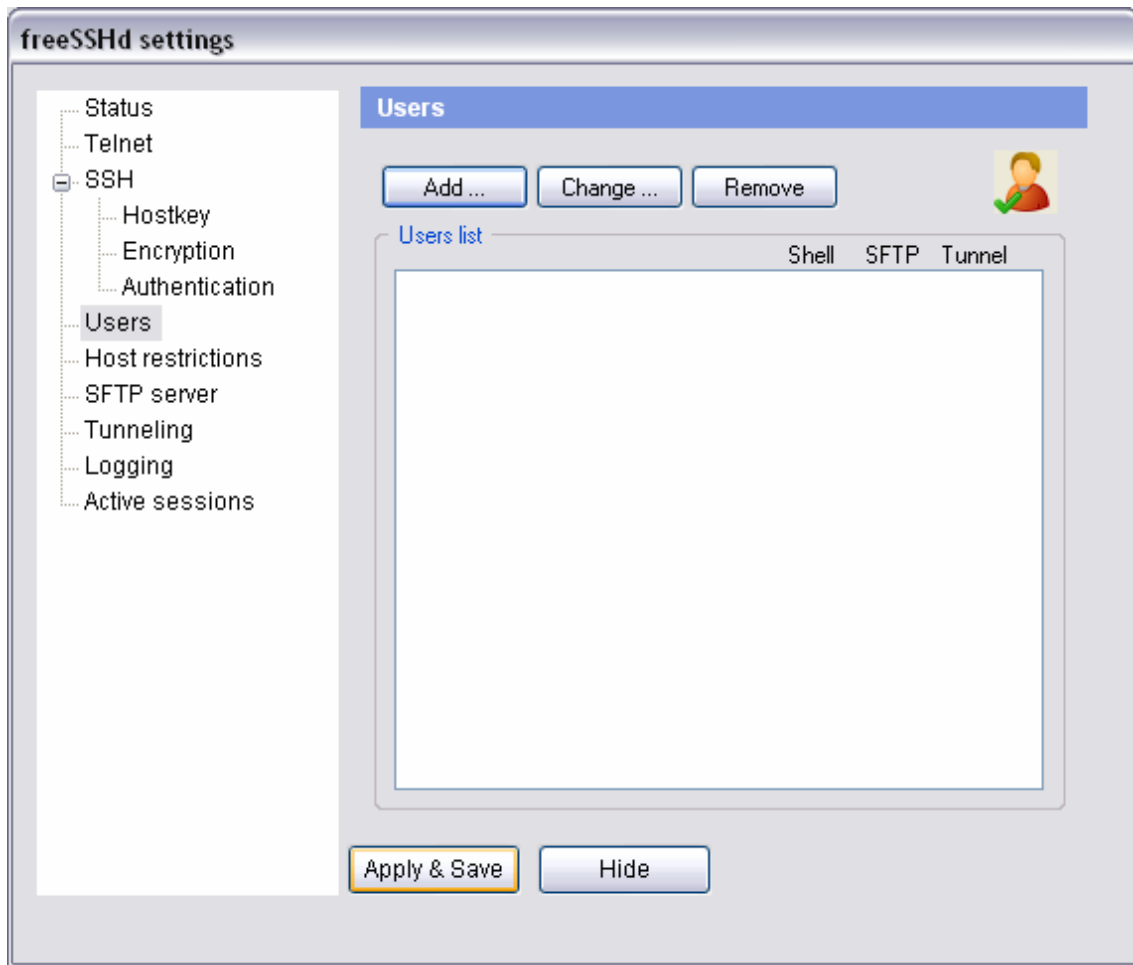 freeSSHd settings
Status
Telnet
SSH
Hostkey
Encryption
Authentication
Users
Host restrictions
SFTP server
Tunneling
Logging
Active sessions
Users
Add ... Change ... Remove
Users list
Shell SFTP Tunnel
Apply & Save Hide